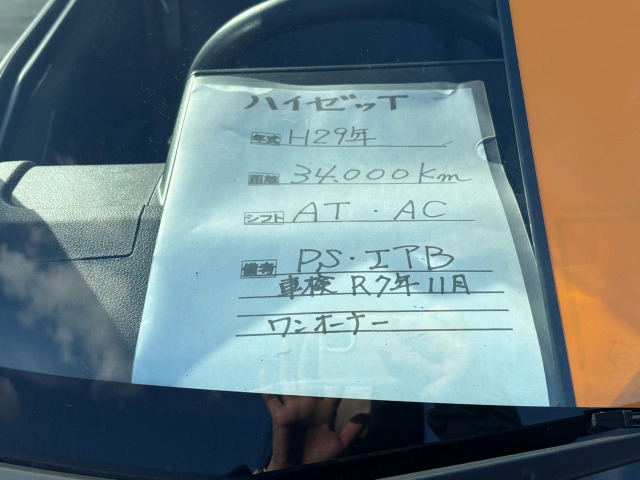 ハイゼットT
年式 H29年
距離 34.000km
シフト AT・AC
備考 PS・エアB
車検 R7年11月
ワンオーナー